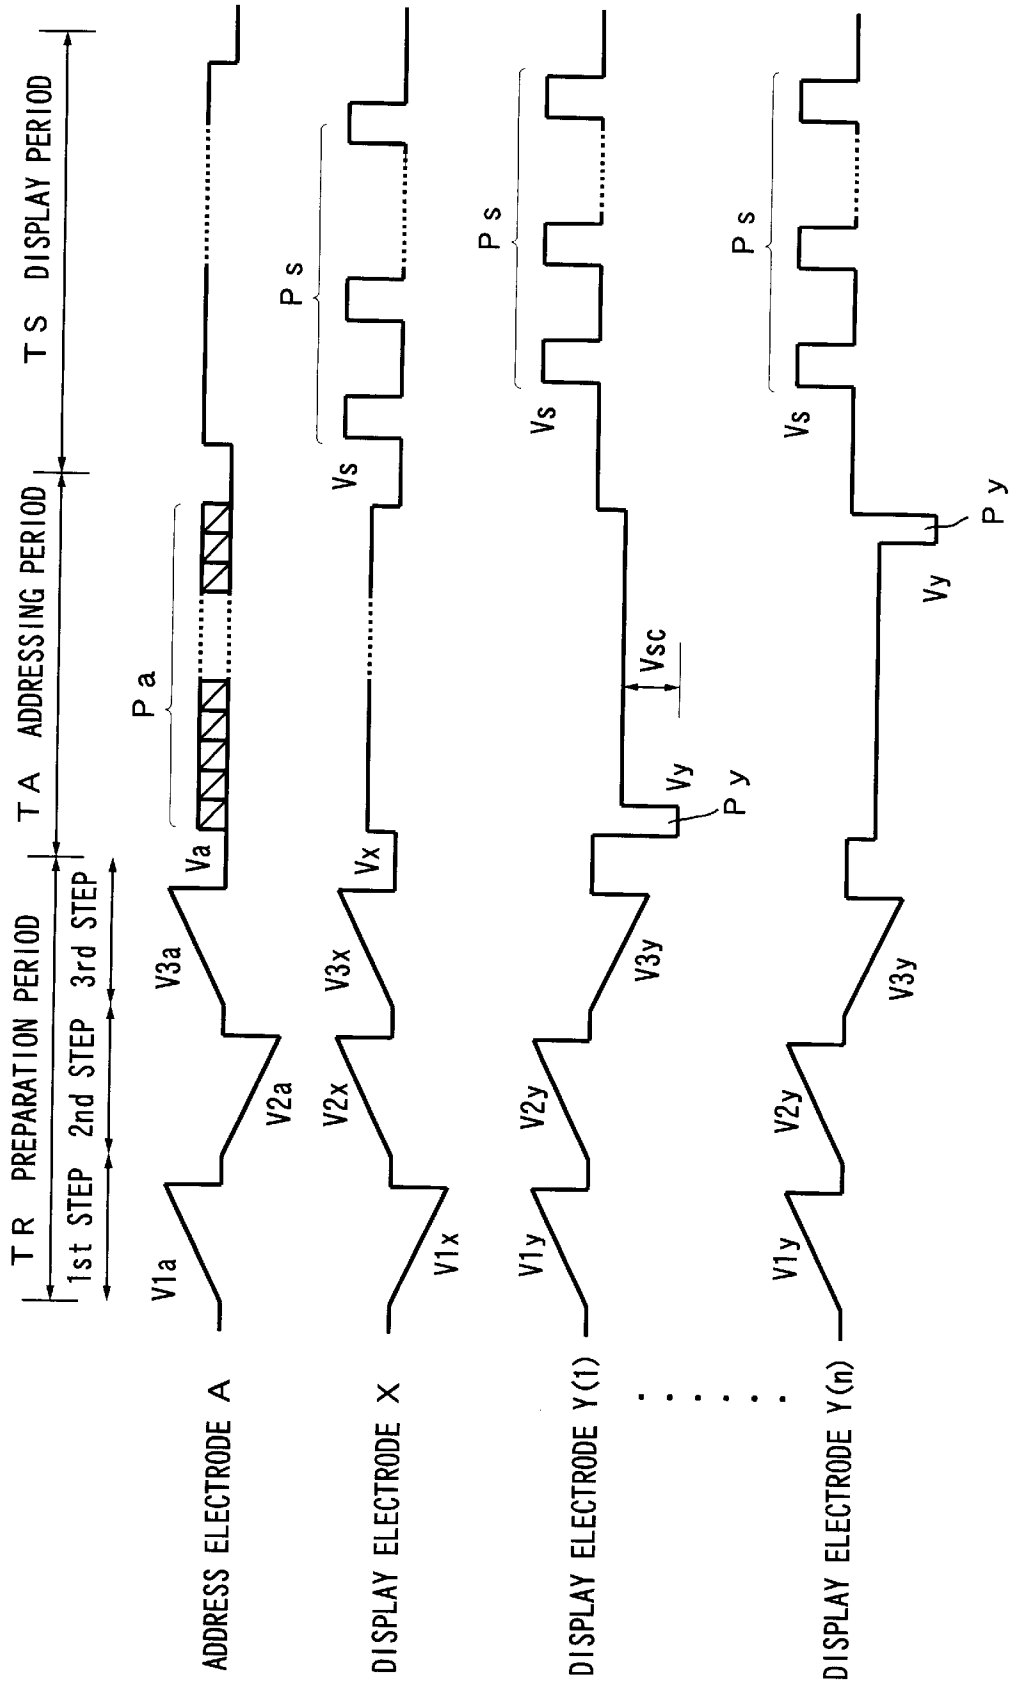 TR PREPARATION PERIOD
TA ADDRESSING PERIOD
TS DISPLAY PERIOD
1st STEP
2nd STEP
3rd STEP
ADDRESS ELECTRODE A
V1a
V2a
V3a
Va
Pa
DISPLAY ELECTRODE X
V1x
V2x
V3x
Vx
Vs
Ps
DISPLAY ELECTRODE Y(1)
V1y
V2y
V3y
Py
Vy
Vsc
Vs
Ps
......
DISPLAY ELECTRODE Y(n)
V1y
V2y
V3y
Vy
Py
Vs
Ps